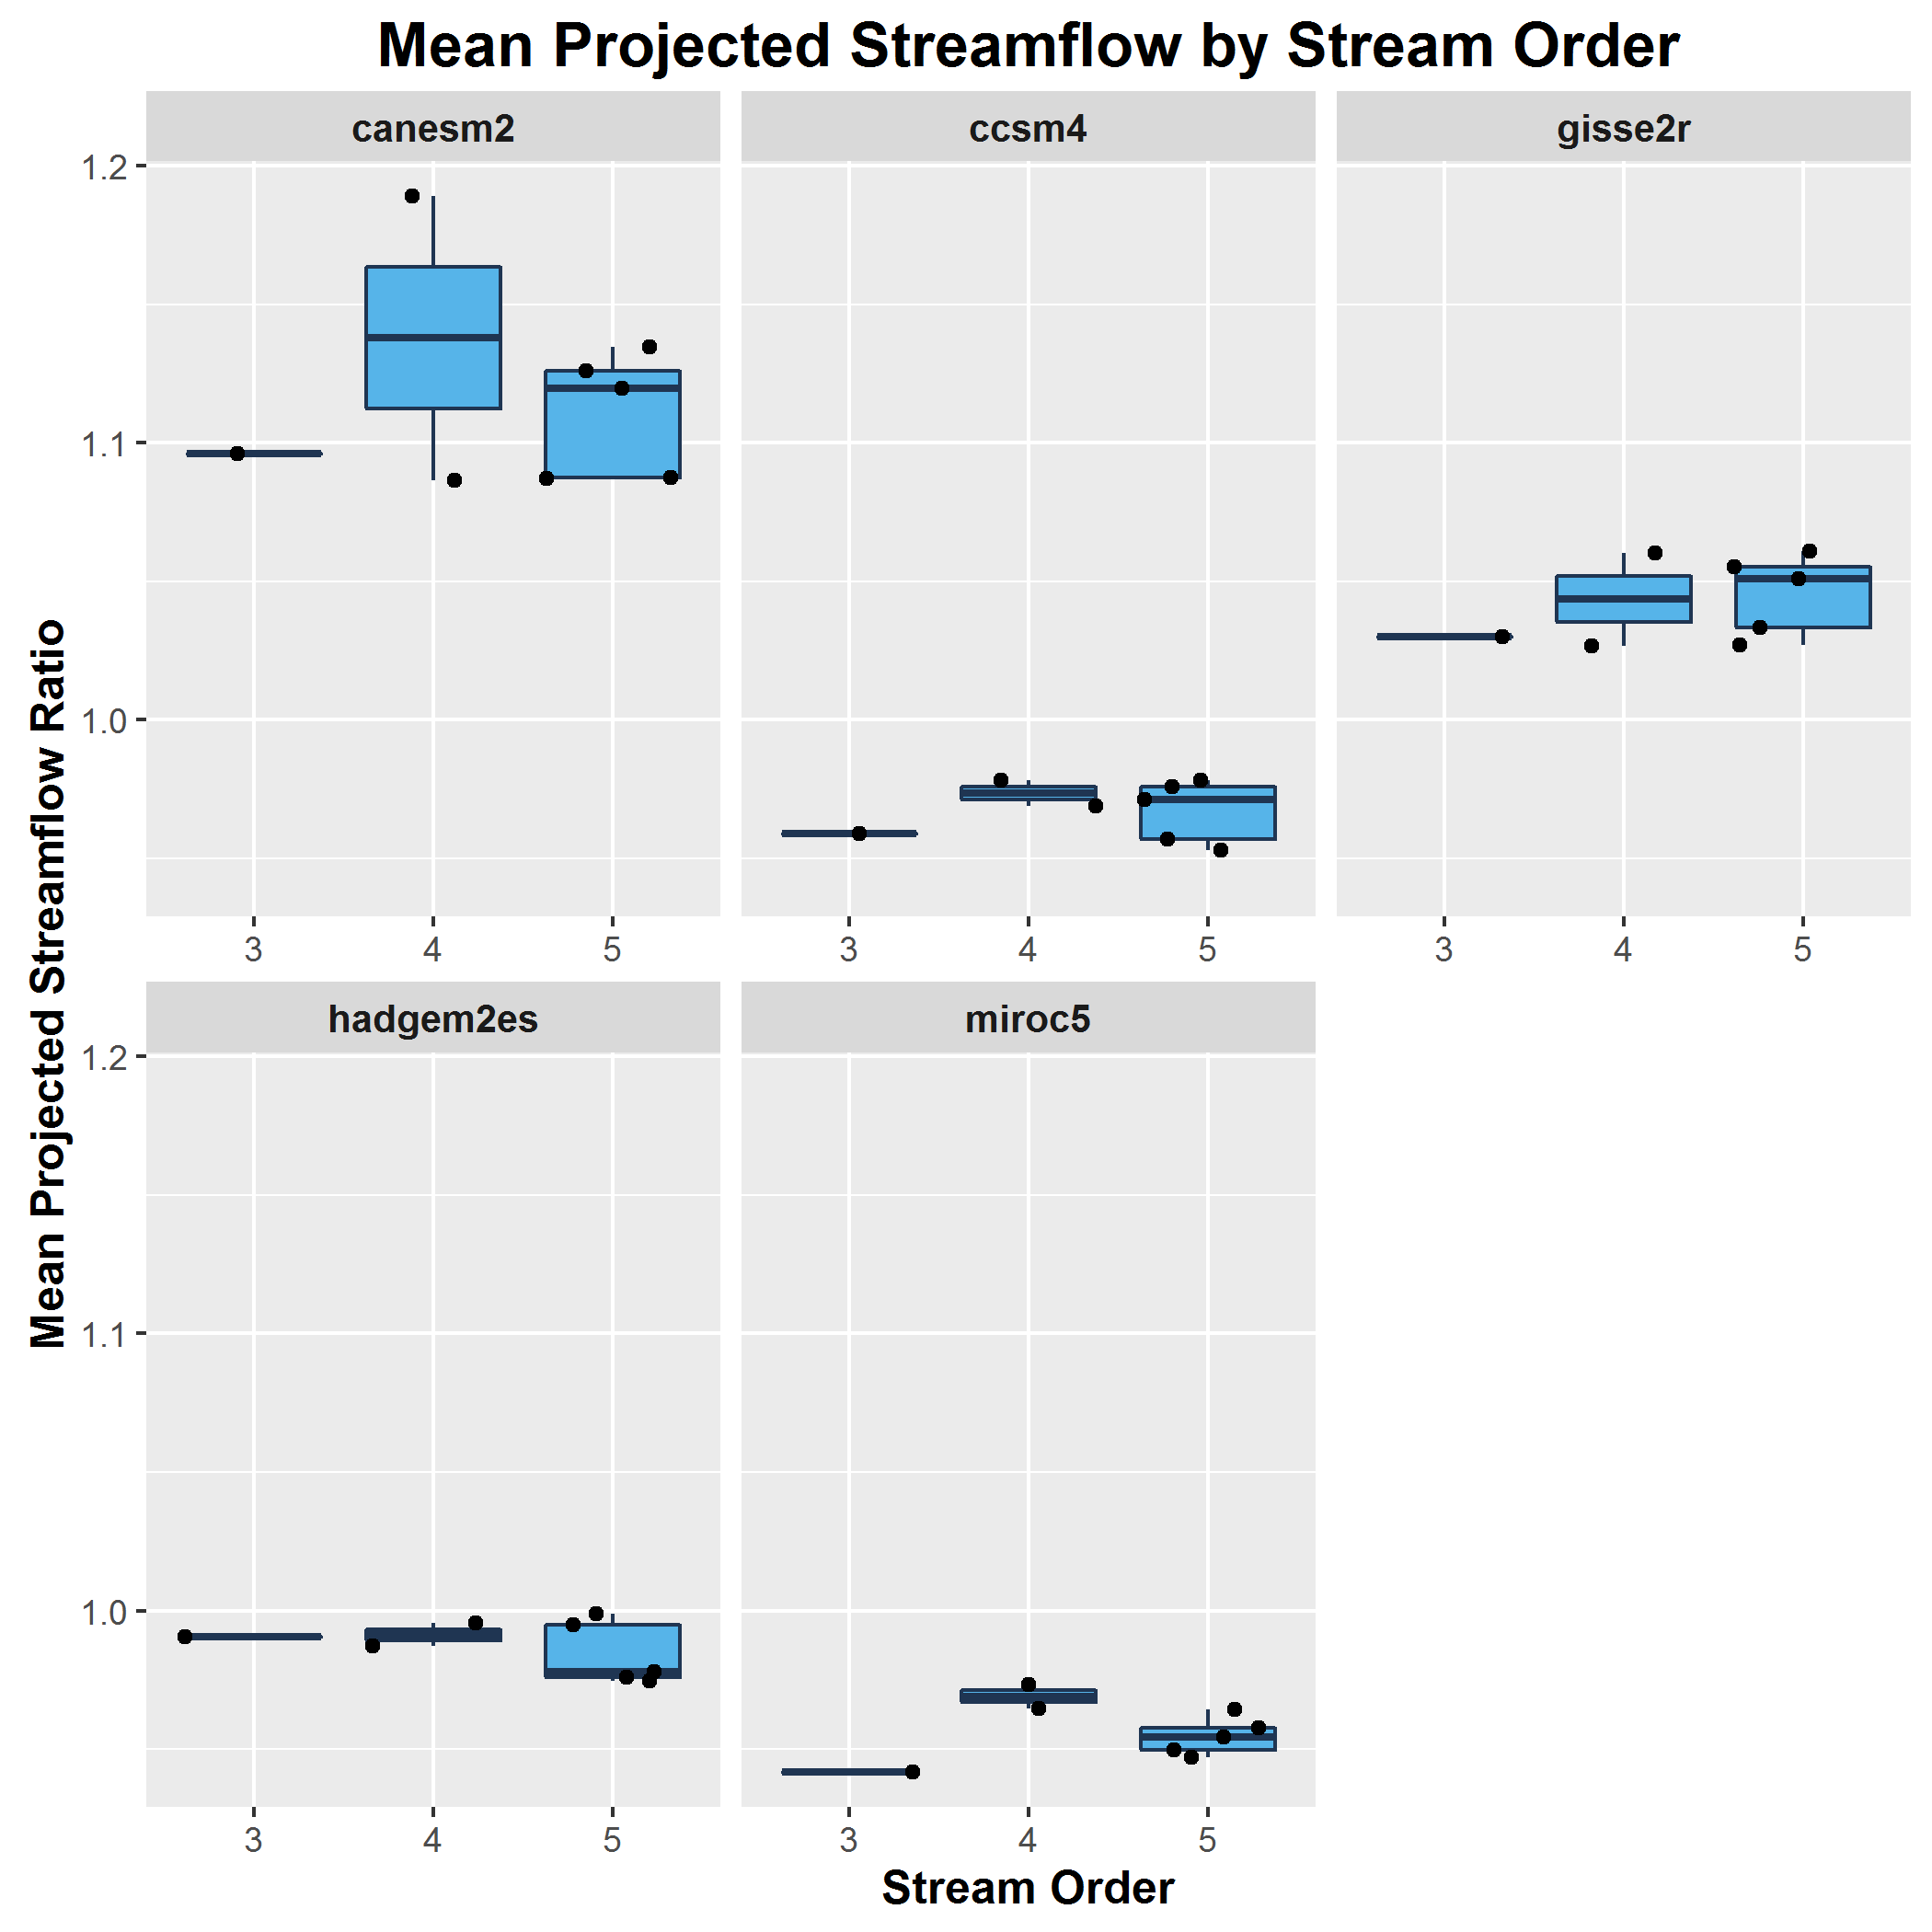 Mean Projected Streamflow by Stream Order
canesm2 ccsm4 gisse2r
1.2
1.1
1.0
3 4 5 3 4 5 3 4 5
Mean Projected Streamflow Ratio
hadgem2es miroc5
1.2
1.1
1.0
3 4 5 3 4 5
Stream Order